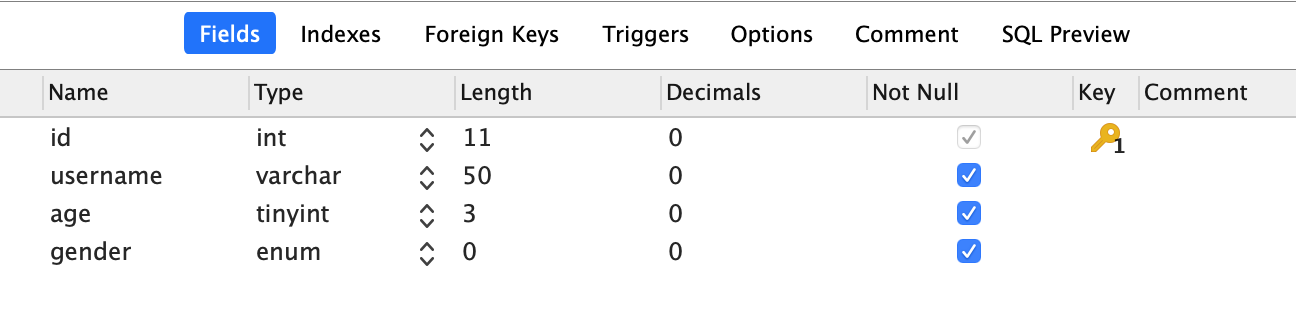 Fields Indexes Foreign Keys Triggers Options Comment SQL Preview
Name Type Length Decimals Not Null Key Comment
id int 11 0 1
username varchar 50 0
age tinyint 3 0
gender enum 0 0